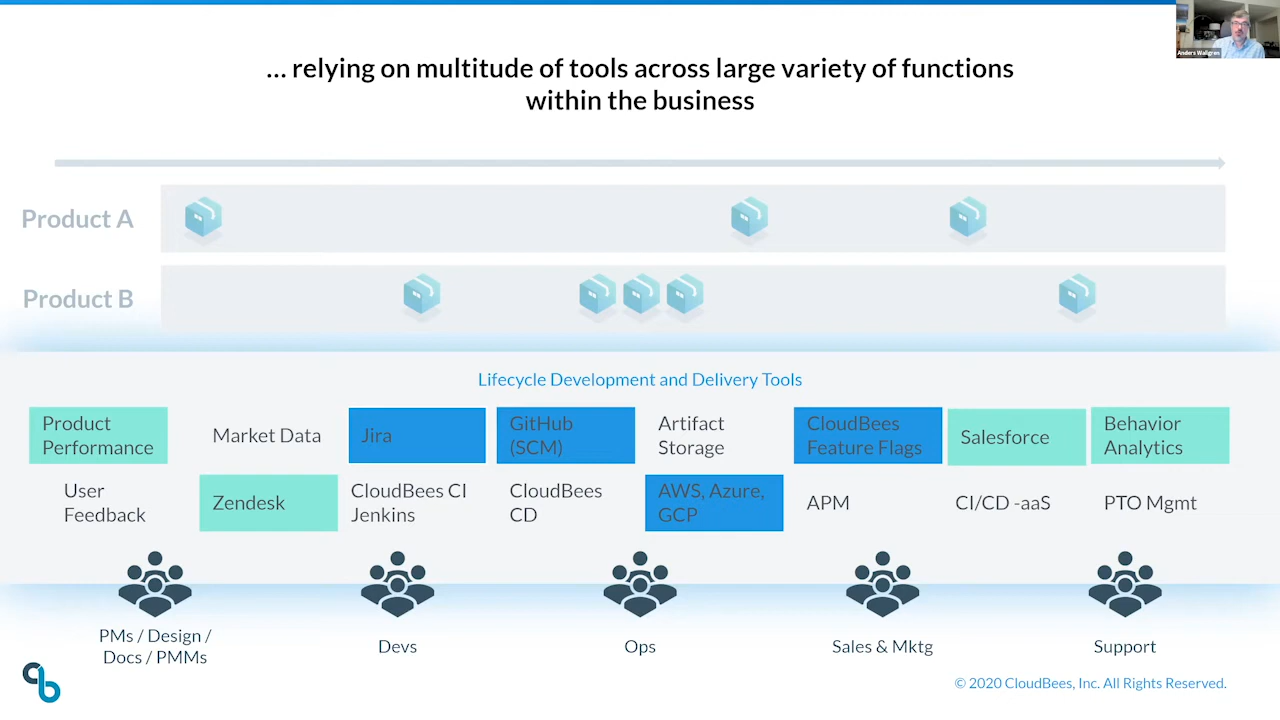 Anders Wallgren
... relying on multitude of tools across large variety of functions
within the business
Product A
Product B
Lifecycle Development and Delivery Tools
Product
Performance
Market Data
Jira
GitHub
(SCM)
Artifact
Storage
CloudBees
Feature Flags
Salesforce
Behavior
Analytics
User
Feedback
Zendesk
CloudBees CI
Jenkins
CloudBees
CD
AWS, Azure,
GCP
APM
CI/CD -aaS
PTO Mgmt
PMs / Design /
Docs / PMMs
Devs
Ops
Sales & Mktg
Support
© 2020 CloudBees, Inc. All Rights Reserved.